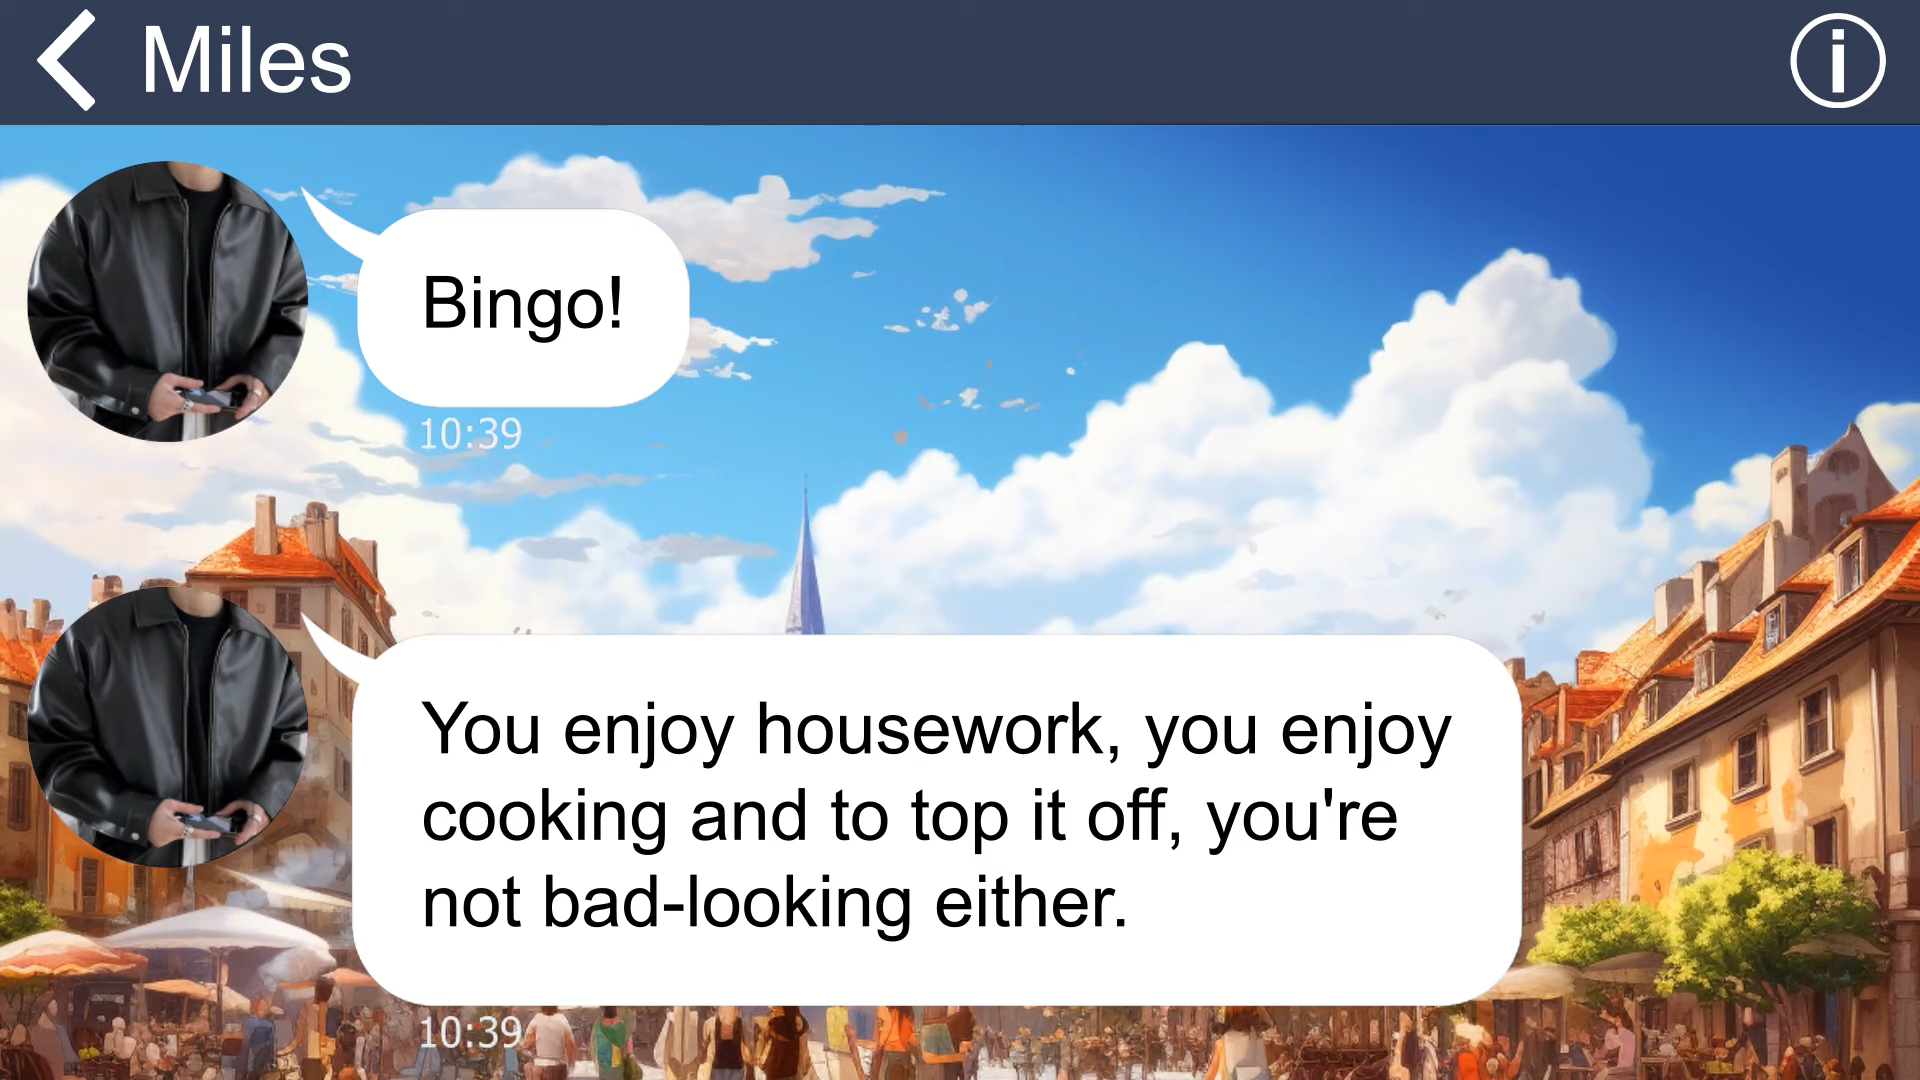 Miles
Bingo!
10:39
You enjoy housework, you enjoy
cooking and to top it off, you're
not bad-looking either.
10:39